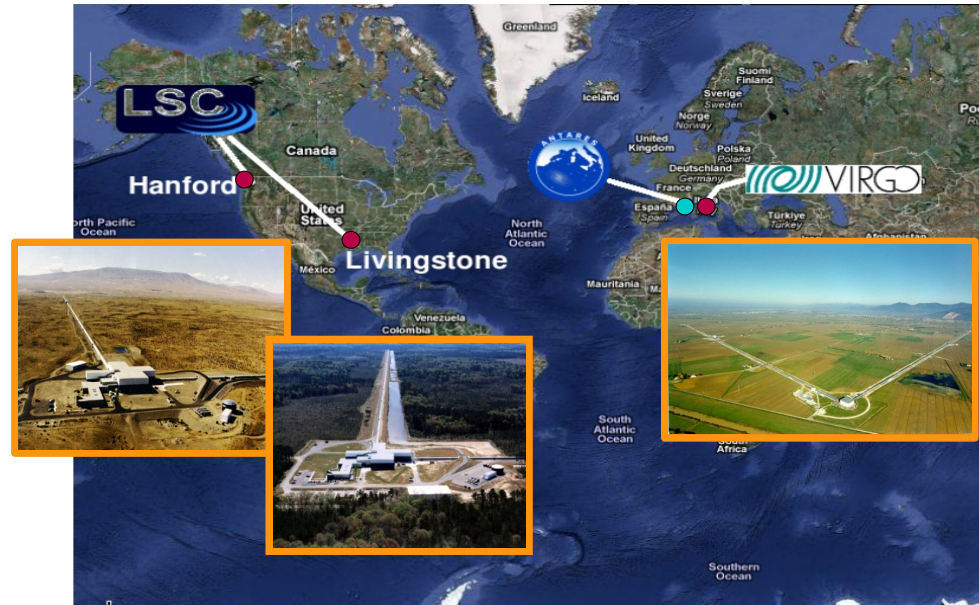 Greenland
Iceland
Suomi
Finland
Sverige
Sweden
Norge
Norway
LSC
ANTARES
Canada
United
Kingdom
Polska
Poland
Deutschland
Germany
VIRGO
France
Hanford
España
Spain
United
States
North
Atlantic
Ocean
Türkiye
Turkey
North Pacific
Ocean
Livingstone
México
Mauritania
Venezuela
Colombia
South
Atlantic
Ocean
South
Africa
Southern
Ocean